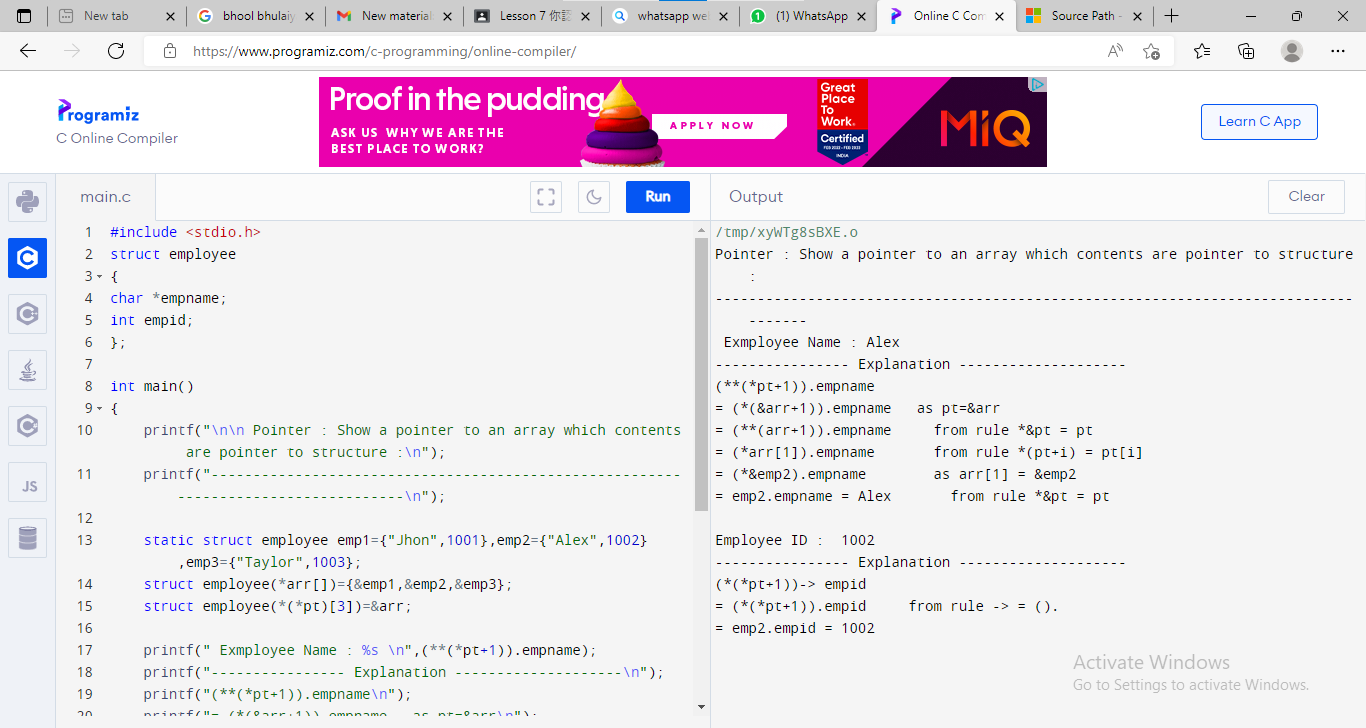 New tab
bhool bhulaiy
New material
Lesson 7
whatsapp wel
(1) WhatsApp
Online C Com
Source Path -
https://www.programiz.com/c-programming/online-compiler/
Programiz
C Online Compiler
Proof in the pudding
ASK US WHY WE ARE THE
BEST PLACE TO WORK?
APPLY NOW
Great
Place
To
Work.
Certified
INDIA
MiQ
Learn C App
main.c
Run
Output
Clear
JS
1 #include <stdio.h>
2 struct employee
3 {
4 char *empname;
5 int empid;
6 };
7
8 int main()
9 {
10 printf("\n\n Pointer : Show a pointer to an array which contents
are pointer to structure :\n");
11 printf("--------------------------------------------------------
---------------------------\n");
12
13 static struct employee emp1={"Jhon",1001},emp2={"Alex",1002}
,emp3={"Taylor",1003};
14 struct employee(*arr[])={&emp1,&emp2,&emp3};
15 struct employee(*(*pt)[3])=&arr;
16
17 printf(" Exmployee Name : %s \n",(**(*pt+1)).empname);
18 printf("---------------- Explanation --------------------\n");
19 printf("(**(*pt+1)).empname\n");
20 printf("= (*(&arr+1)).empname as pt=&arr\n");
/tmp/xyWTg8sBXE.o
Pointer : Show a pointer to an array which contents are pointer to structure
:
----------------------------------------------------------------------------
-------
Exmployee Name : Alex
---------------- Explanation --------------------
(**(*pt+1)).empname
= (*(&arr+1)).empname as pt=&arr
= (**(arr+1)).empname from rule *&pt = pt
= (*arr[1]).empname from rule *(pt+i) = pt[i]
= (*&emp2).empname as arr[1] = &emp2
= emp2.empname = Alex from rule *&pt = pt
Employee ID : 1002
---------------- Explanation --------------------
(*(*pt+1))-> empid
= (*(*pt+1)).empid from rule -> = ().
= emp2.empid = 1002
Activate Windows
Go to Settings to activate Windows.